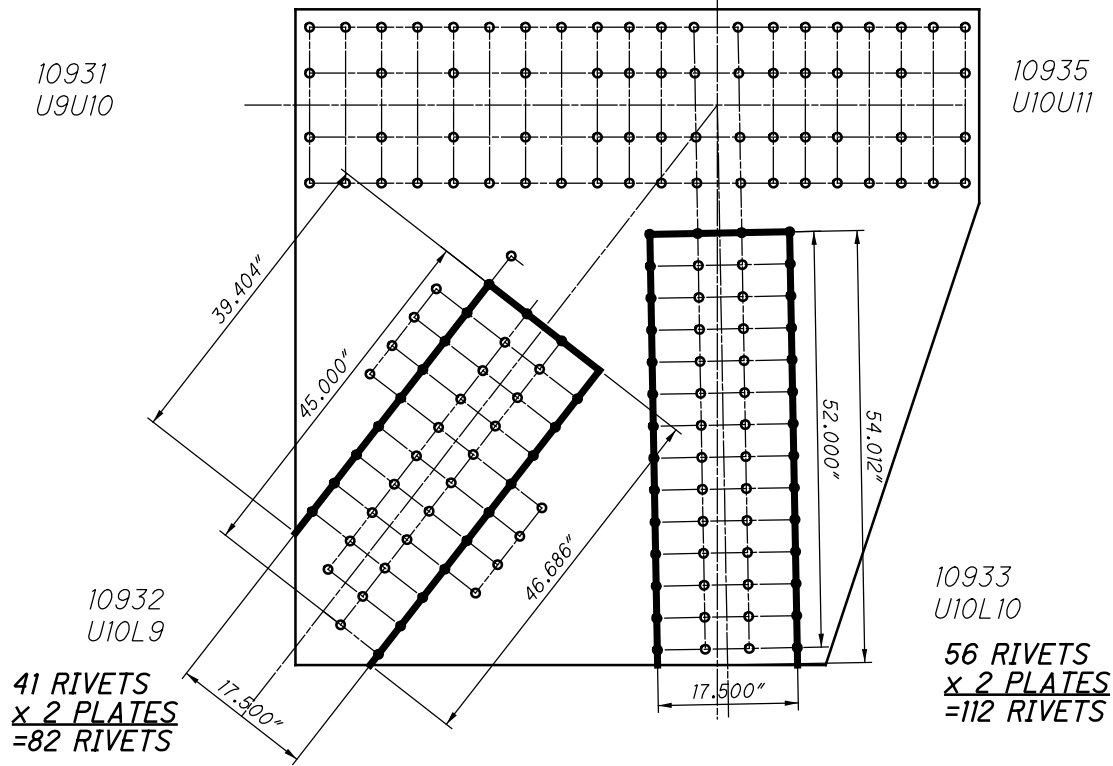 10931
U9U10
10935
U10U11
39.404"
45.000"
52.000"
54.012"
46.686"
10932
U10L9
10933
U10L10
17.500"
17.500"
41 RIVETS
x 2 PLATES
=82 RIVETS
56 RIVETS
x 2 PLATES
=112 RIVETS